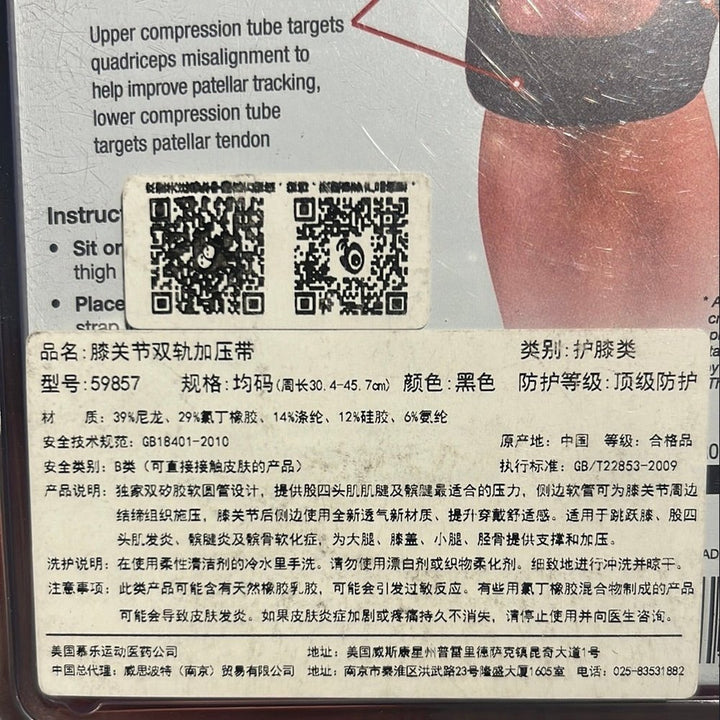 Upper compression tube targets
quadriceps misalignment to
help improve patellar tracking,
lower compression tube
targets patellar tendon
Sit or
thigh
Place
strap
品名:膝关节双轨加压带 类别:护膝类
型号:59857 规格:均码(周长30.4-45.7cm) 颜色:黑色 防护等级:顶级防护
材 质: 39%尼龙、29%氯丁橡胶、14%涤纶、12%硅胶、6%氨纶
安全技术规范: GB18401-2010 原产地: 中国 等级: 合格品
安全类别: B类 (可直接接触皮肤的产品) 执行标准: GB/T22853-2009
产品说明: 独家双矽胶软圆管设计, 提供股四头肌肌腱及髌腱最适合的压力, 侧边软管可为膝关节周边
结缔组织施压, 膝关节后侧边使用全新透气新材质、提升穿戴舒适感。适用于跳跃膝、股四
头肌发炎、髌腱炎及髌骨软化症, 为大腿、膝盖、小腿、胫骨提供支撑和加压。
洗护说明: 在使用柔性清洁剂的冷水里手洗。请勿使用漂白剂或织物柔化剂。细致地进行冲洗并晾干。
注意事项: 此类产品可能含有天然橡胶乳胶, 可能会引发过敏反应。有些用氯丁橡胶混合物制成的产品
可能会导致皮肤发炎。如果皮肤炎症加剧或疼痛持久不消失, 请停止使用并向医生咨询。
美国慕乐运动医药公司 地址: 美国威斯康星州普雷里德萨克镇昆奇大道1号
中国总代理: 威思波特 (南京) 贸易有限公司 地址: 南京市秦淮区洪武路23号隆盛大厦1605室 电话: 025-83531882